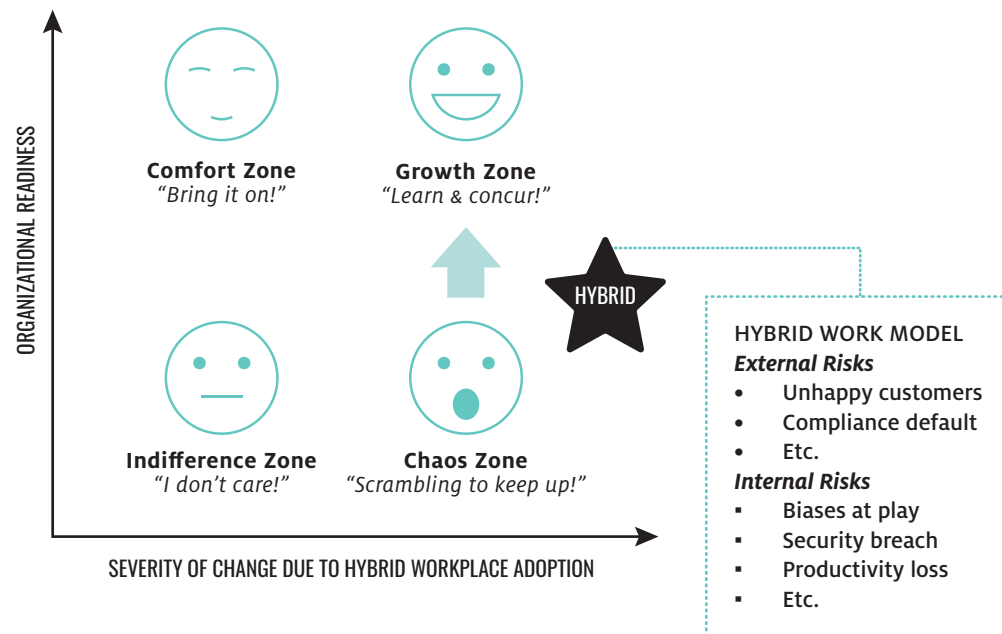 ORGANIZATIONAL READINESS
Comfort Zone
“Bring it on!”
Growth Zone
“Learn & concur!”
HYBRID
Indifference Zone
“I don’t care!”
Chaos Zone
“Scrambling to keep up!”
SEVERITY OF CHANGE DUE TO HYBRID WORKPLACE ADOPTION
HYBRID WORK MODEL
External Risks
• Unhappy customers
• Compliance default
• Etc.
Internal Risks
▪ Biases at play
▪ Security breach
▪ Productivity loss
▪ Etc.